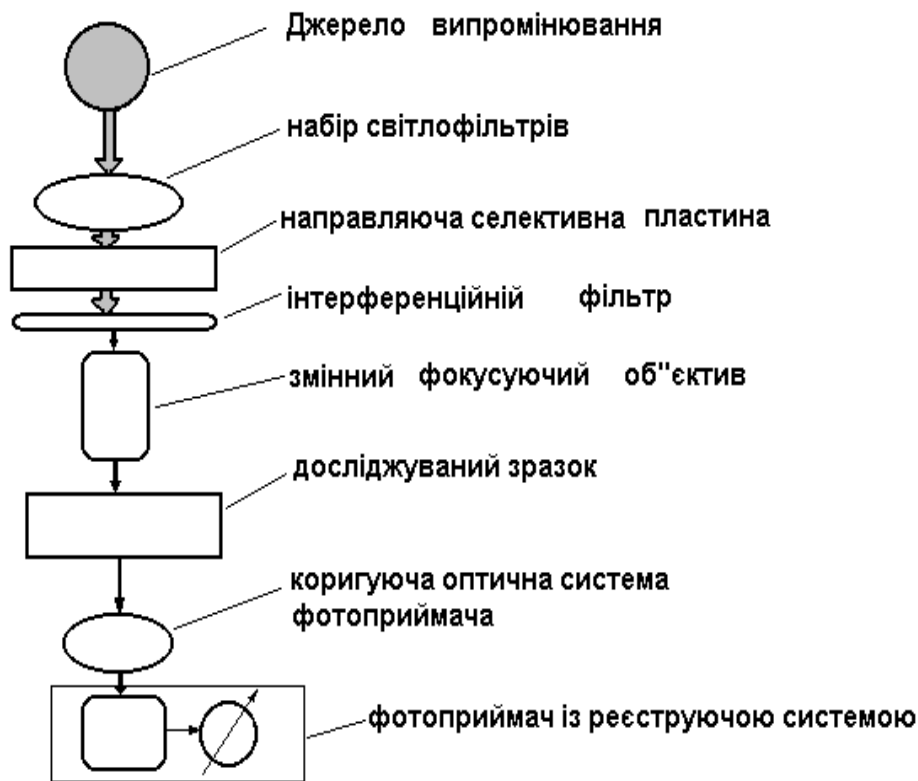 Джерело випромінювання
набір світлофільтрів
направляюча селективна пластина
інтерференційній фільтр
змінний фокусуючий об"єктив
досліджуваний зразок
коригуюча оптична система
фотоприймача
фотоприймач із реєструючою системою